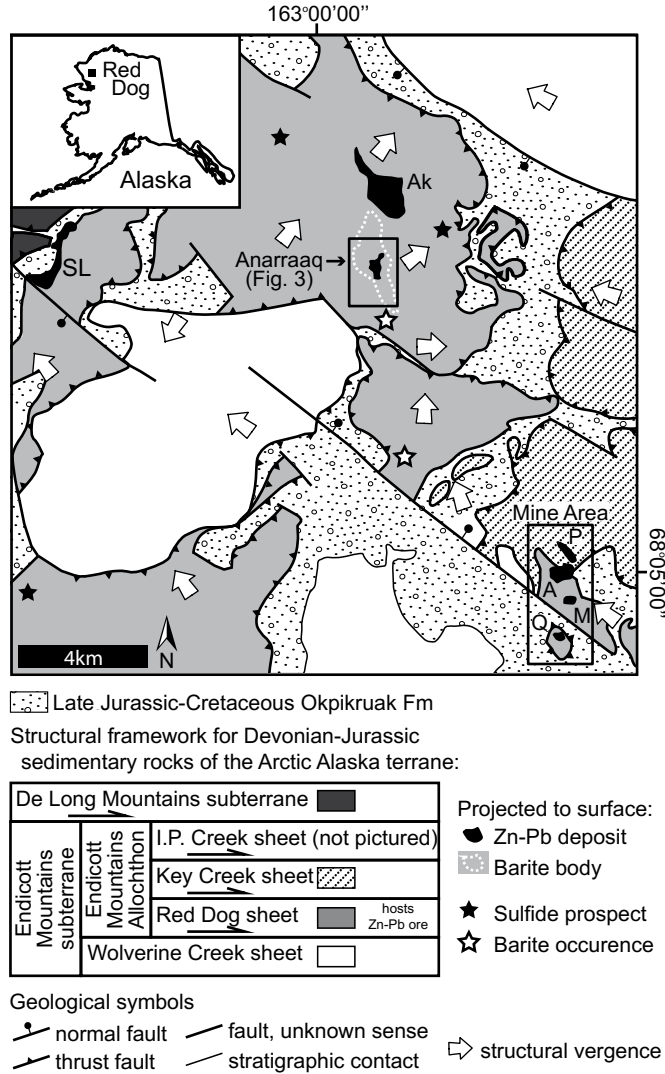 163°00'00"
Red
Dog
Alaska
Ak
SL
Anarraaq
(Fig. 3)
Mine Area
P
68°05'00"
A
M
Q
4km
N
Late Jurassic-Cretaceous Okpikruak Fm
Structural framework for Devonian-Jurassic
sedimentary rocks of the Arctic Alaska terrane:
De Long Mountains subterrane
Endicott
Mountains
subterrane
Endicott
Mountains
Allochthon
I.P. Creek sheet (not pictured)
Key Creek sheet
Red Dog sheet
hosts
Zn-Pb ore
Wolverine Creek sheet
Projected to surface:
Zn-Pb deposit
Barite body
Sulfide prospect
Barite occurence
Geological symbols
normal fault
fault, unknown sense
thrust fault
stratigraphic contact
structural vergence